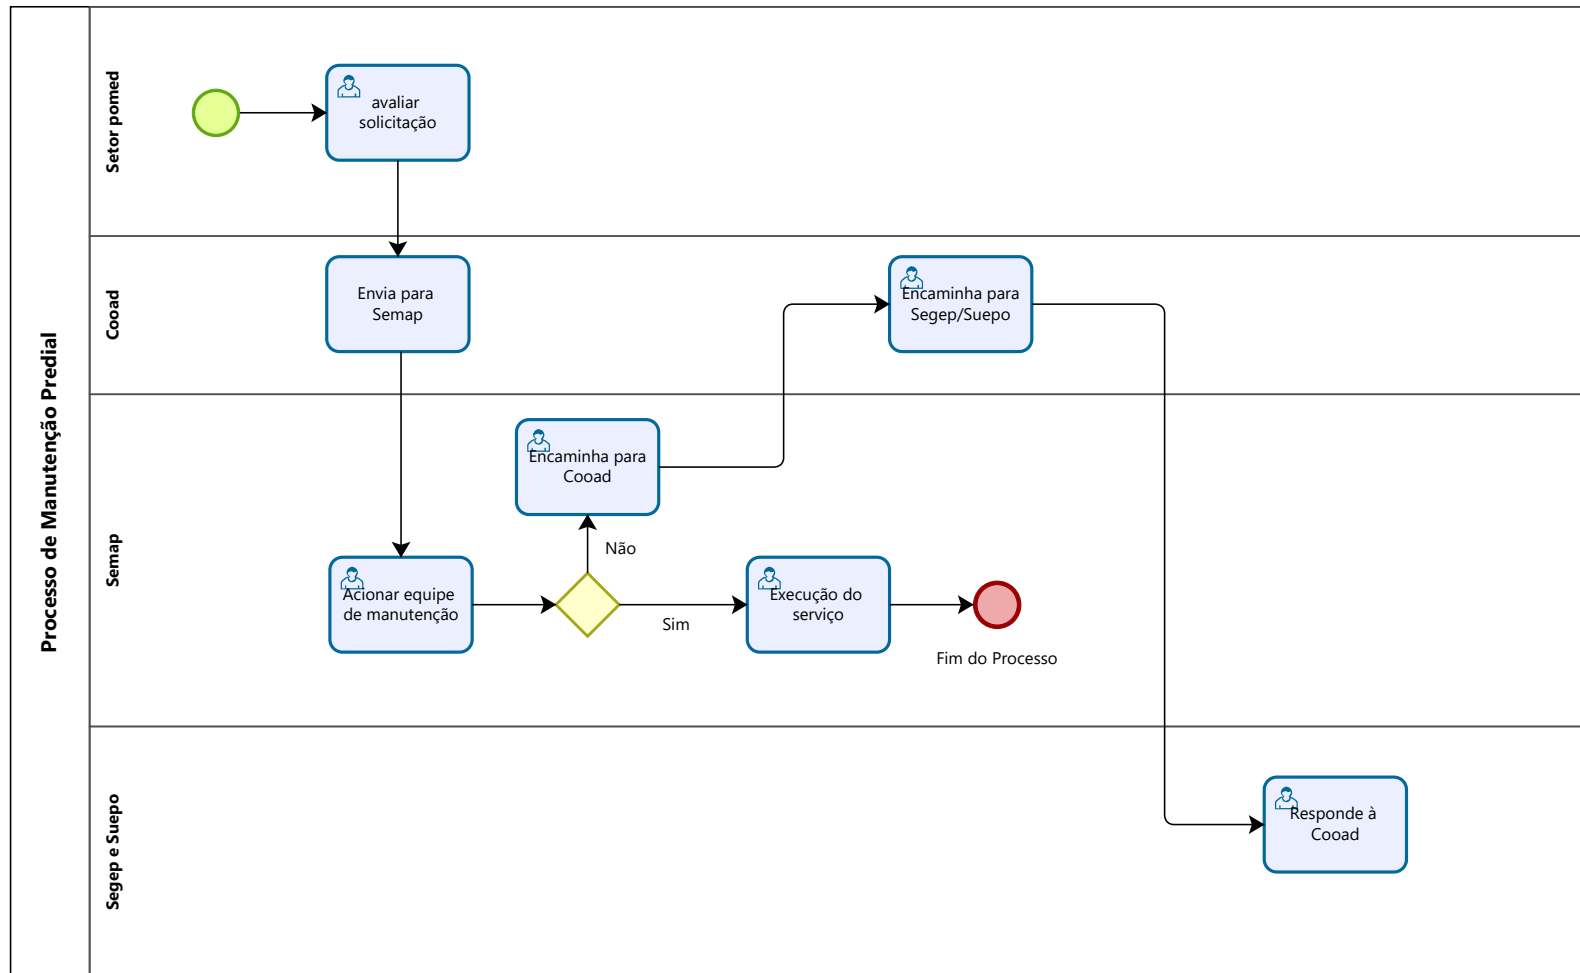 Processo de Manutenção Predial
Setor pomed
avaliar
solicitação
Cooad
Envia para
Semap
Encaminha para
Segep/Suepo
Semap
Encaminha para
Cooad
Não
Acionar equipe
de manutenção
Sim
Execução do
serviço
Fim do Processo
Segep e Suepo
Responde à
Cooad